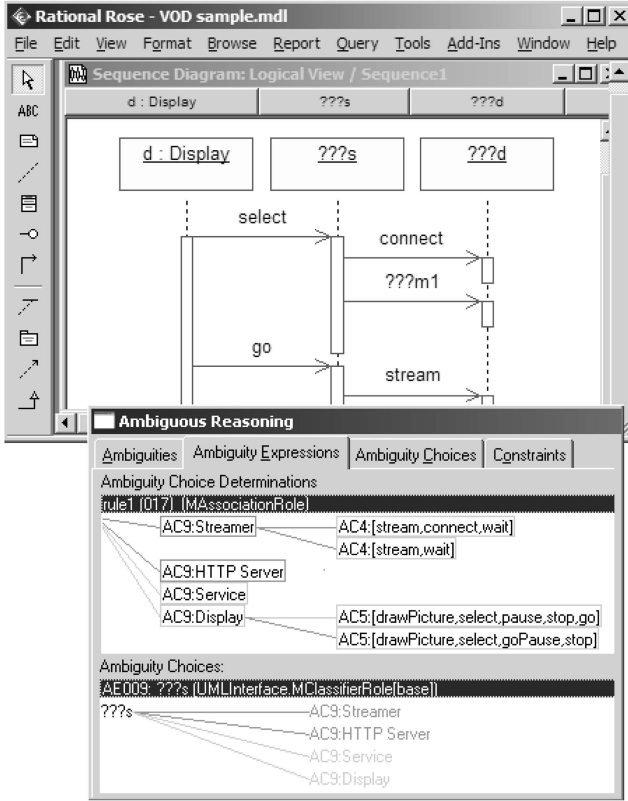 Rational Rose - VOD sample.mdl
File Edit View Format Browse Report Query Tools Add-Ins Window Help
Sequence Diagram: Logical View / Sequence1
d : Display ???s ???d
ABC
d : Display ???s ???d
select
connect
???m1
go
stream
Ambiguous Reasoning
Ambiguities Ambiguity Expressions Ambiguity Choices Constraints
Ambiguity Choice Determinations
rule1 (017) (MAssociationRole)
AC9:Streamer AC4:[stream,connect,wait]
AC4:[stream,wait]
AC9:HTTP Server
AC9:Service
AC9:Display AC5:[drawPicture,select,pause,stop,go]
AC5:[drawPicture,select,goPause,stop]
Ambiguity Choices:
AE009: ???s (UMLInterface.MClassifierRole[base])
???s AC9:Streamer
AC9:HTTP Server
AC9:Service
AC9:Display